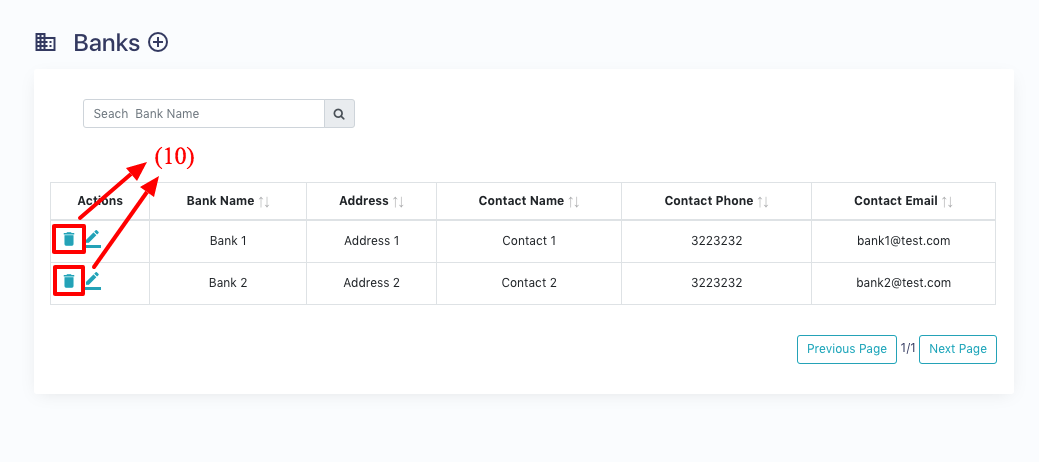 Banks
Seach Bank Name
(10)
Actions Bank Name Address Contact Name Contact Phone Contact Email
Bank 1 Address 1 Contact 1 3223232 bank1@test.com
Bank 2 Address 2 Contact 2 3223232 bank2@test.com
Previous Page 1/1 Next Page